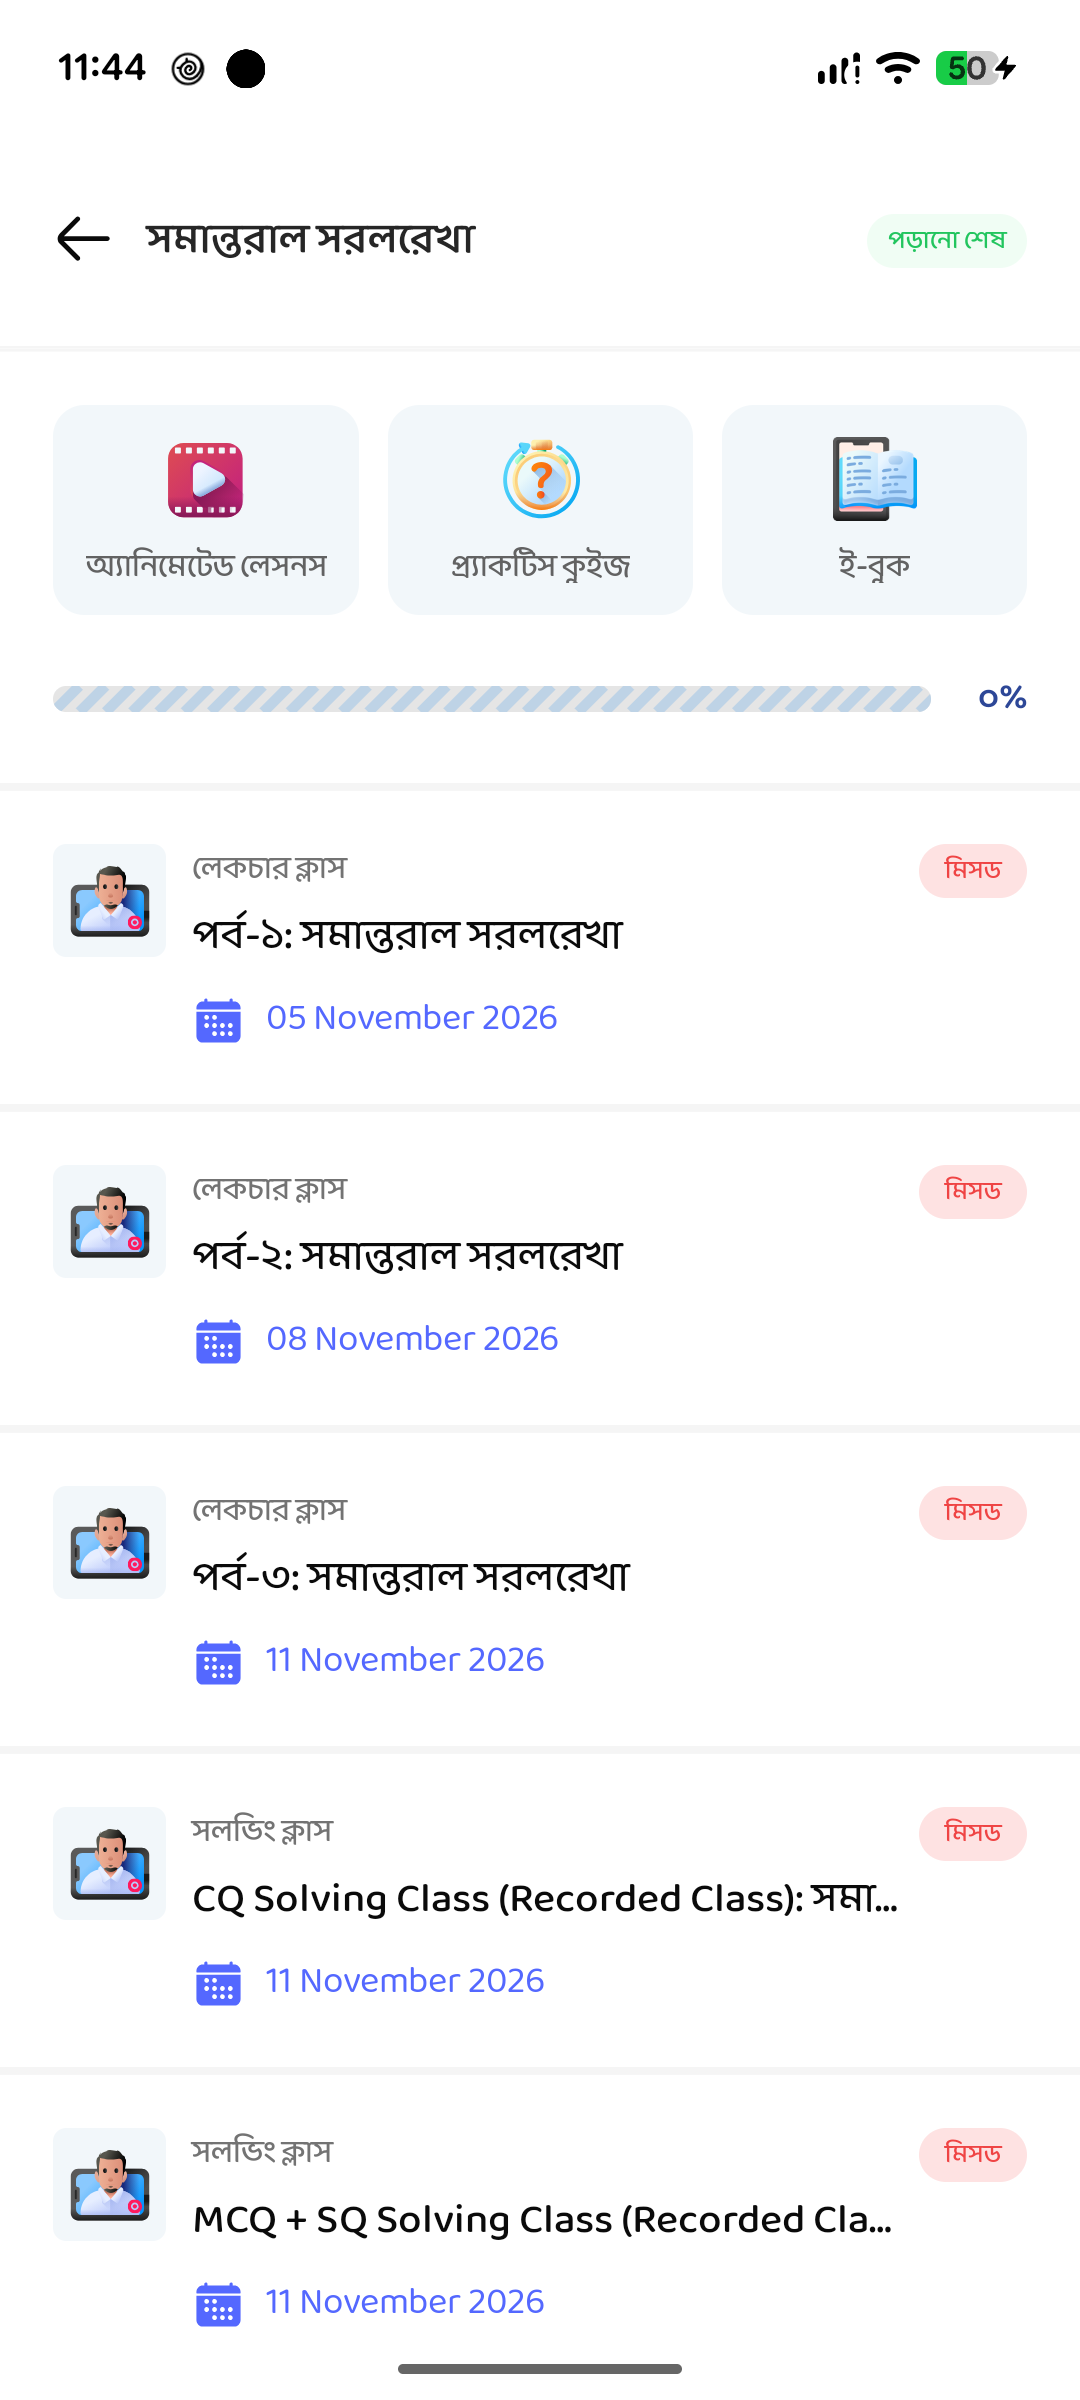 11:44
50
সমান্তরাল সরলরেখা
পড়ানো শেষ
অ্যানিমেটেড লেসনস
প্র্যাকটিস কুইজ
ই-বুক
০%
লেকচার ক্লাস
মিসড
পর্ব-১: সমান্তরাল সরলরেখা
05 November 2026
লেকচার ক্লাস
মিসড
পর্ব-২: সমান্তরাল সরলরেখা
08 November 2026
লেকচার ক্লাস
মিসড
পর্ব-৩: সমান্তরাল সরলরেখা
11 November 2026
সলভিং ক্লাস
মিসড
CQ Solving Class (Recorded Class): সমা...
11 November 2026
সলভিং ক্লাস
মিসড
MCQ + SQ Solving Class (Recorded Cla...
11 November 2026